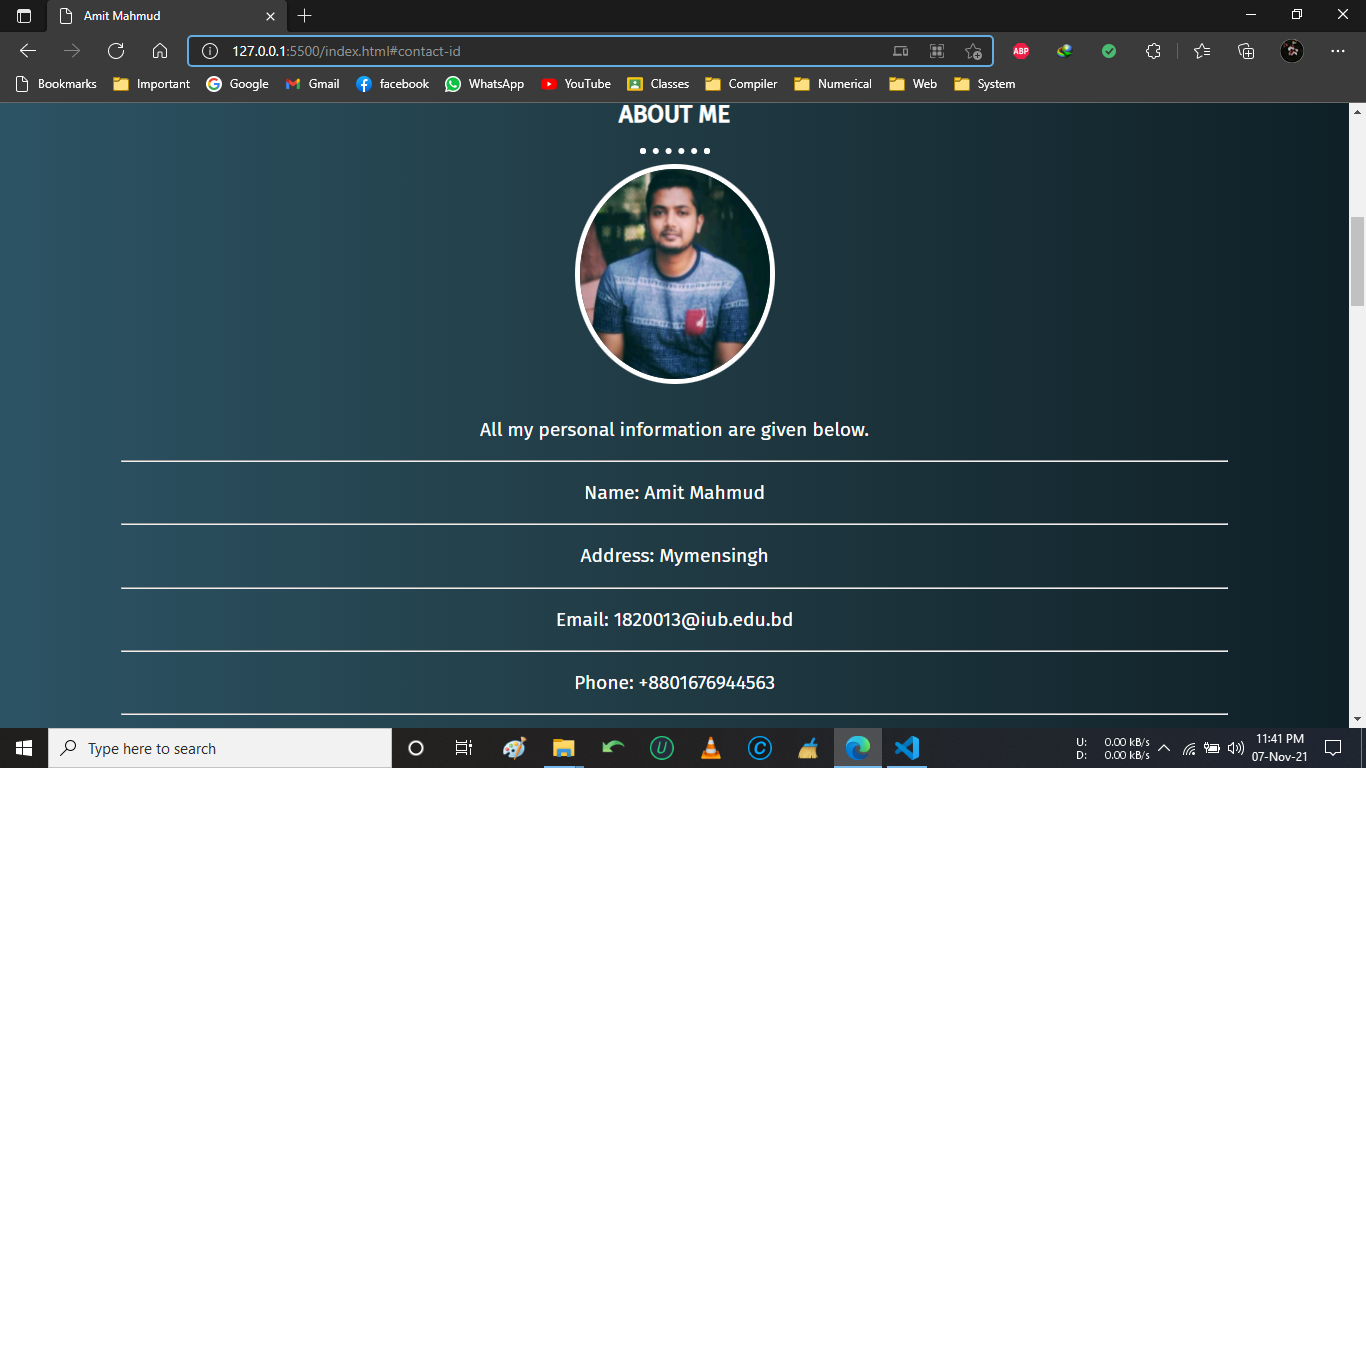 Amit Mahmud
127.0.0.1:5500/index.html#contact-id
ABP
Bookmarks Important Google Gmail facebook WhatsApp YouTube Classes Compiler Numerical Web System
ABOUT ME
All my personal information are given below.
Name: Amit Mahmud
Address: Mymensingh
Email: 1820013@iub.edu.bd
Phone: +8801676944563
Type here to search
U: 0.00 kB/s
D: 0.00 kB/s
11:41 PM
07-Nov-21